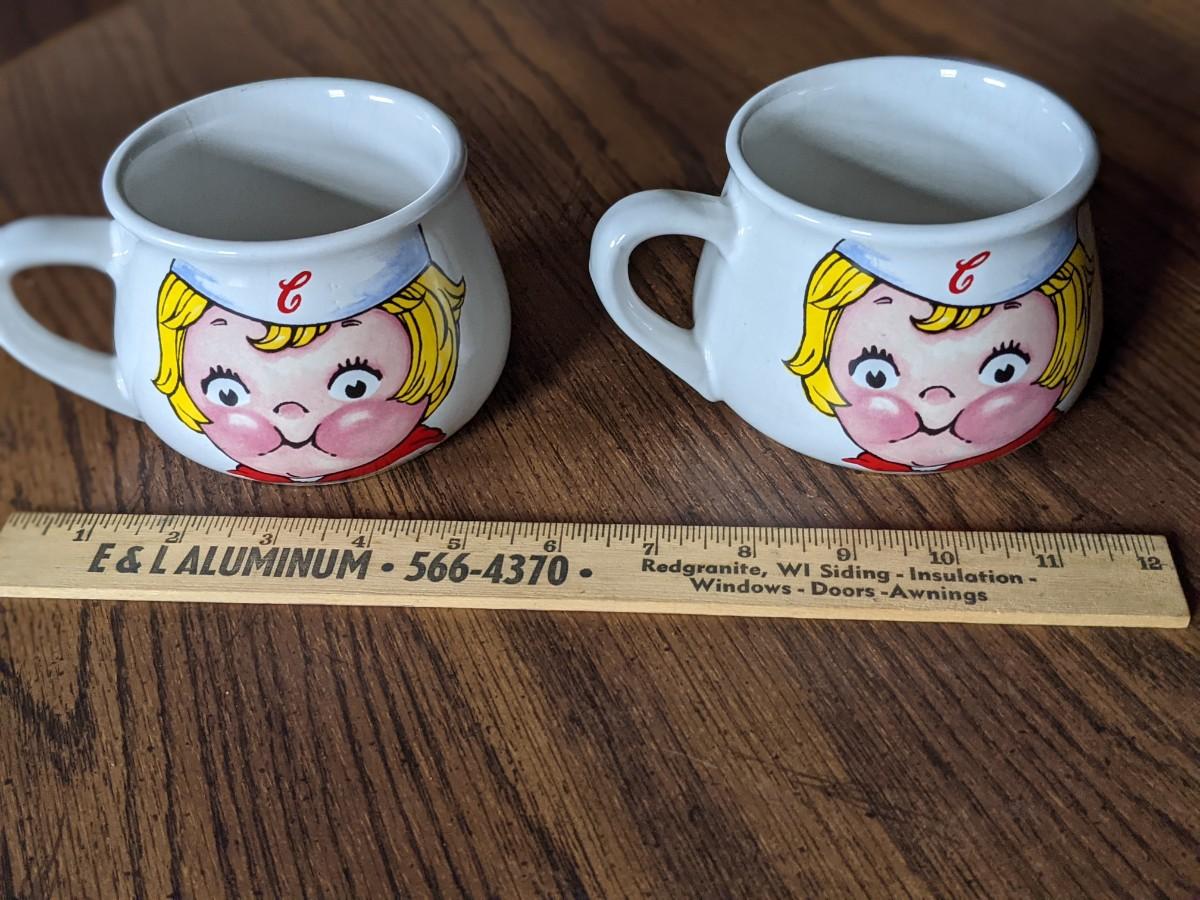 C
C
1 2 3 4 5 6 7 8 9 10 11 12
E & L ALUMINUM • 566-4370 •
Redgranite, WI Siding - Insulation -
Windows - Doors - Awnings